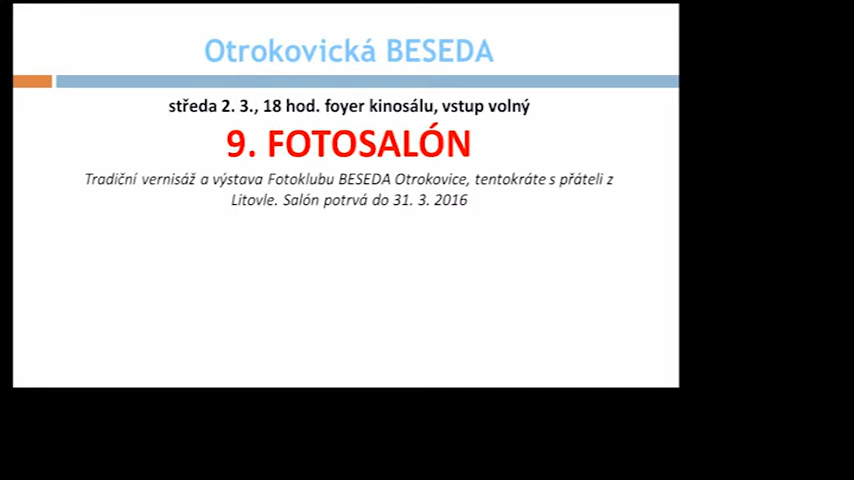 Otrokovická BESEDA
středa 2. 3., 18 hod. foyer kinosálu, vstup volný
9. FOTOSALÓN
Tradiční vernisáž a výstava Fotoklubu BESEDA Otrokovice, tentokráte s přáteli z
Litovle. Salón potrvá do 31. 3. 2016